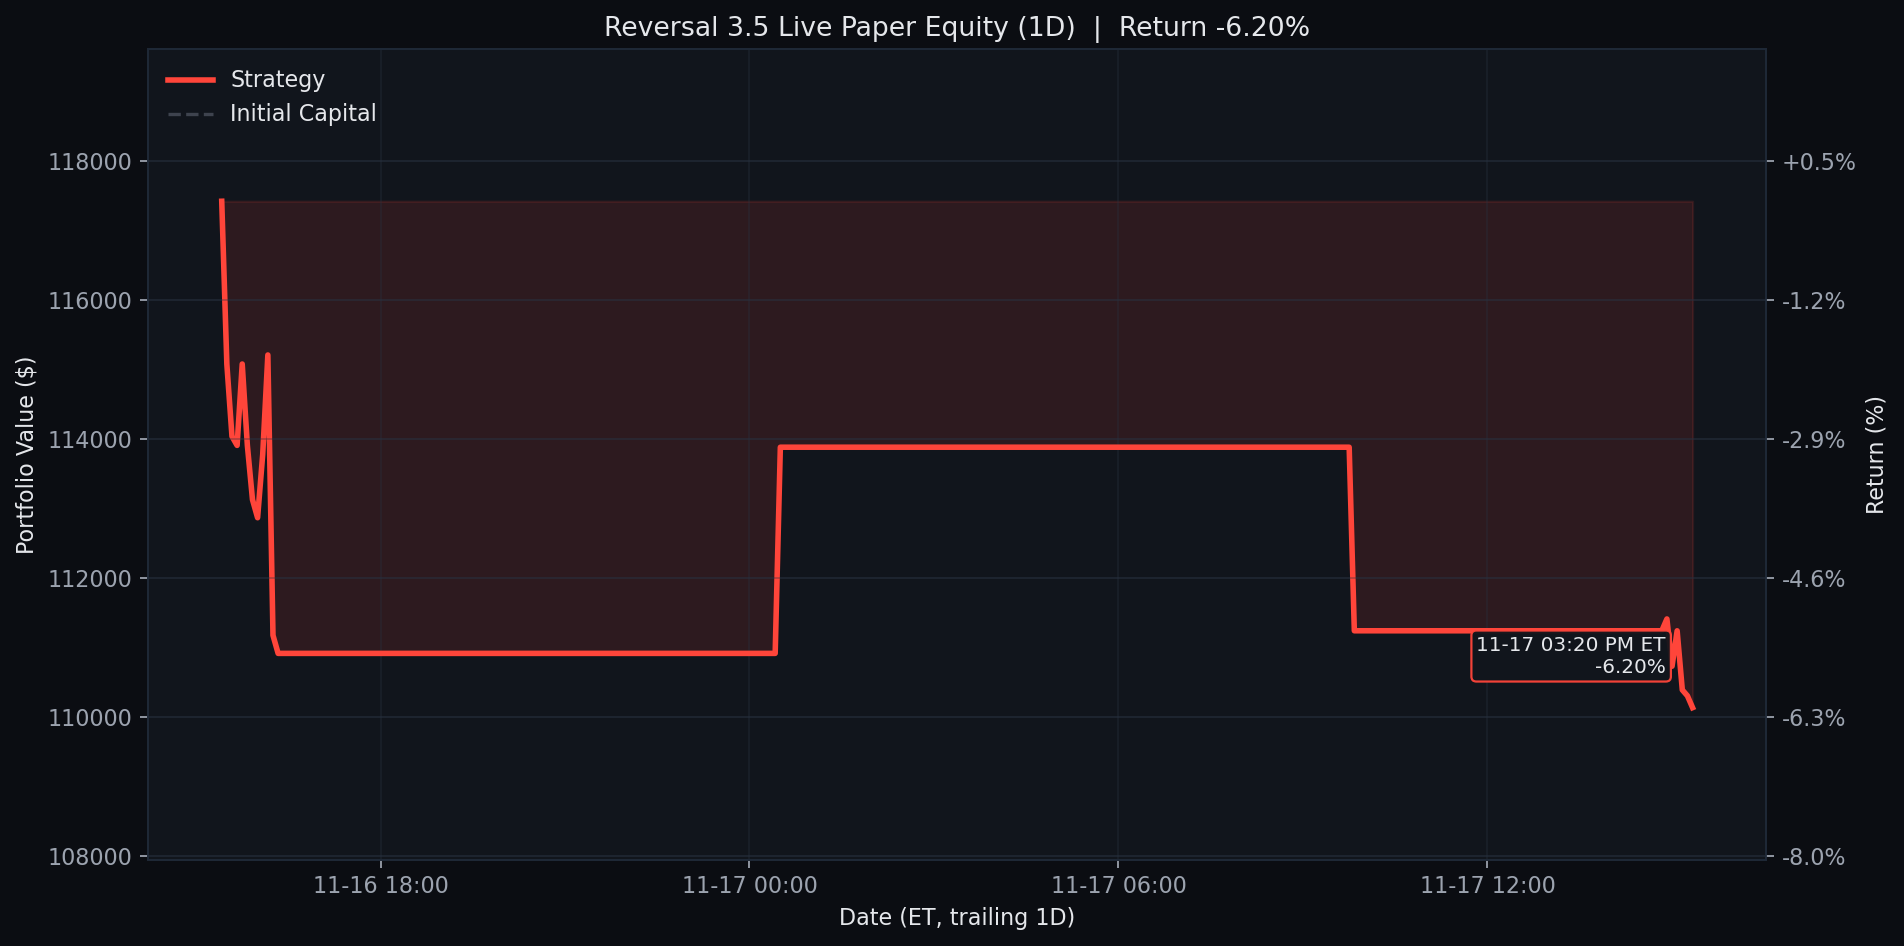 Reversal 3.5 Live Paper Equity (1D)  |  Return -6.20%
Strategy
Initial Capital
Portfolio Value ($)
118000
116000
114000
112000
110000
108000
+0.5%
-1.2%
-2.9%
-4.6%
-6.3%
-8.0%
Return (%)
11-17 03:20 PM ET
-6.20%
11-16 18:00
11-17 00:00
11-17 06:00
11-17 12:00
Date (ET, trailing 1D)